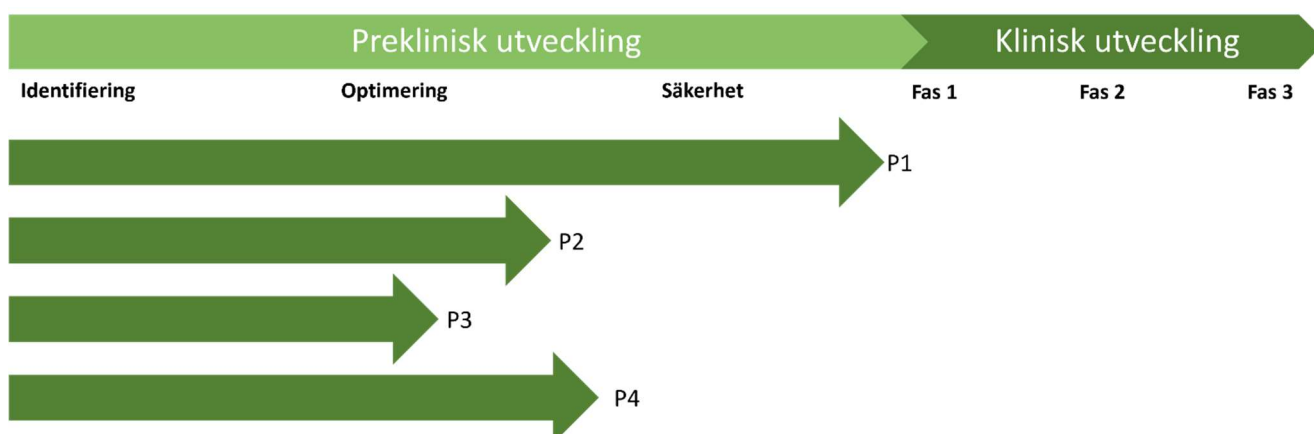 Preklinisk utveckling
Klinisk utveckling
Identifiering Optimering Säkerhet Fas 1 Fas 2 Fas 3
P1
P2
P3
P4